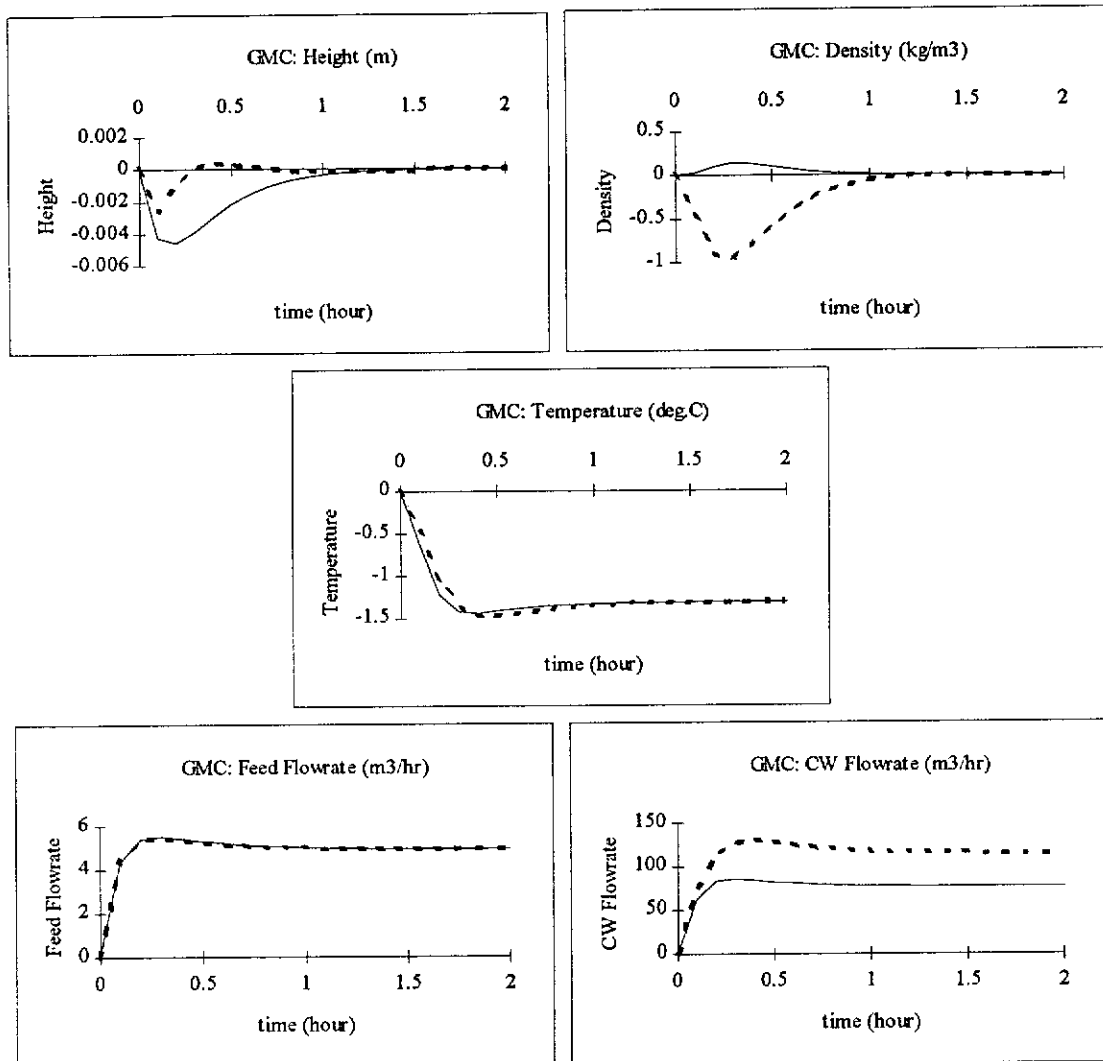 GMC: Height (m)
0 0.5 1 1.5 2
0.002
0
-0.002
-0.004
-0.006
Height
time (hour)
GMC: Density (kg/m3)
0 0.5 1 1.5 2
0.5
0
-0.5
-1
Density
time (hour)
GMC: Temperature (deg.C)
0 0.5 1 1.5 2
0
-0.5
-1
-1.5
Temperature
time (hour)
GMC: Feed Flowrate (m3/hr)
6
4
2
0
Feed Flowrate
0 0.5 1 1.5 2
time (hour)
GMC: CW Flowrate (m3/hr)
150
100
50
0
CW Flowrate
0 0.5 1 1.5 2
time (hour)